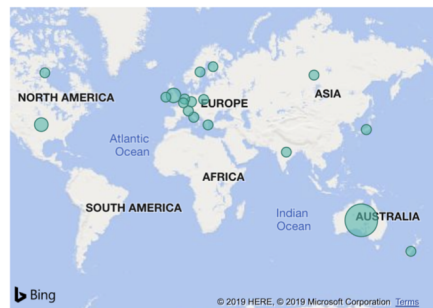 NORTH AMERICA
EUROPE
ASIA
Atlantic
Ocean
AFRICA
SOUTH AMERICA
Indian
Ocean
AUSTRALIA
Bing
© 2019 HERE, © 2019 Microsoft Corporation Terms